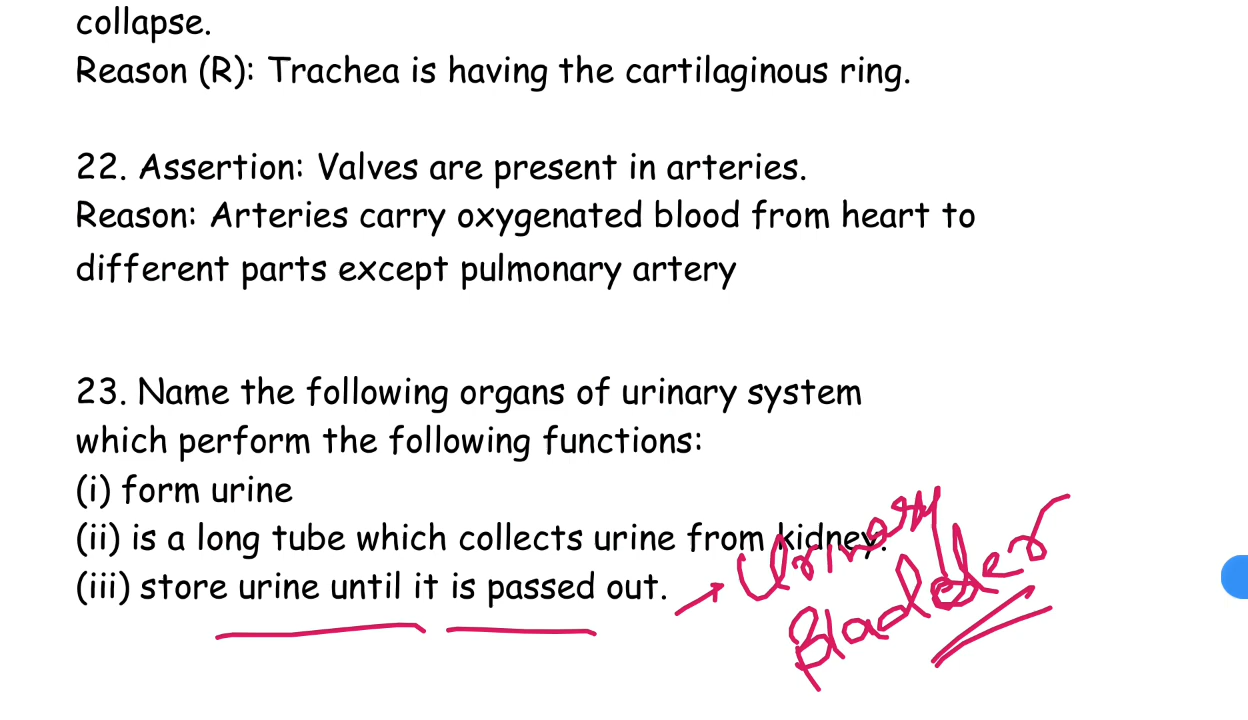 collapse.
Reason (R): Trachea is having the cartilaginous ring.
22. Assertion: Valves are present in arteries.
Reason: Arteries carry oxygenated blood from heart to
different parts except pulmonary artery
23. Name the following organs of urinary system
which perform the following functions:
(i) form urine
(ii) is a long tube which collects urine from kidney.
(iii) store urine until it is passed out.
Urinary
Bladder